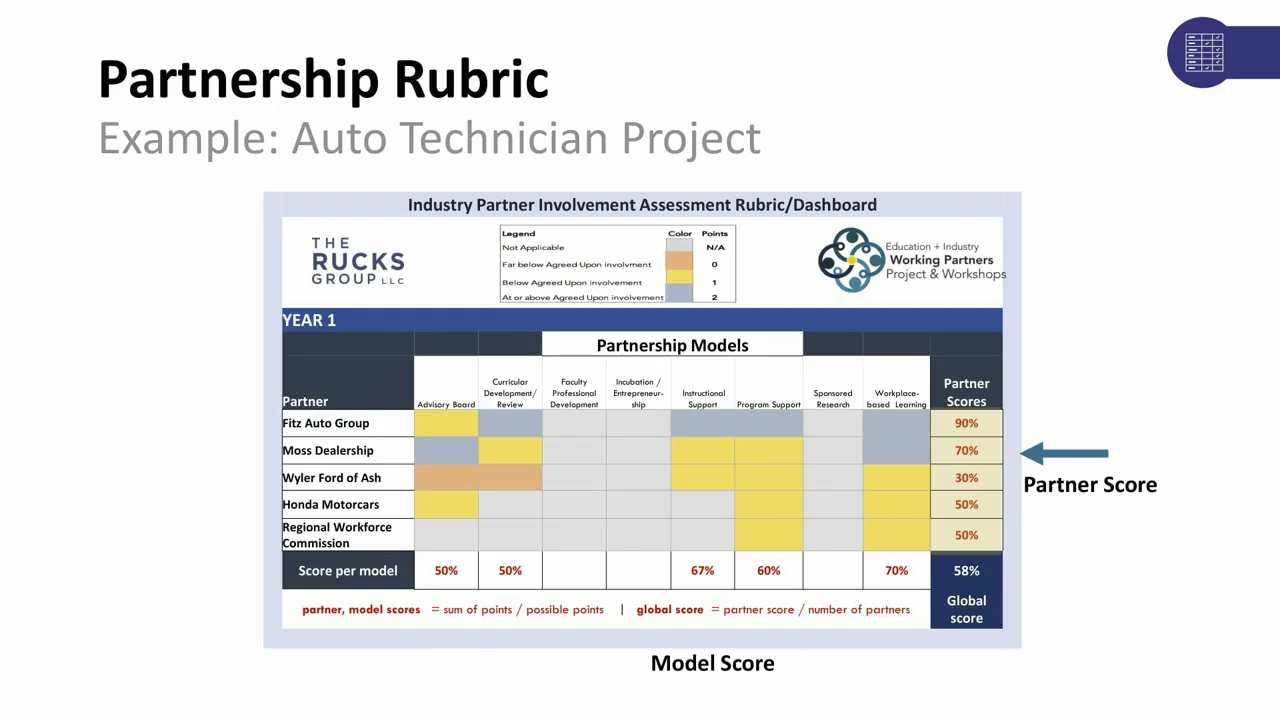 Partnership Rubric
Example: Auto Technician Project
Industry Partner Involvement Assessment Rubric/Dashboard
THE
RUCKS
GROUP LLC
Legend Color Points
Not Applicable N/A
Far below Agreed Upon involvment 0
Below Agreed Upon involvement 1
At or above Agreed Upon involvement 2
Education + Industry
Working Partners
Project & Workshops
YEAR 1
Partnership Models
Partner
Advisory Board
Curricular
Development/
Review
Faculty
Professional
Development
Incubation /
Entrepreneur-
ship
Instructional
Support
Program Support
Sponsored
Research
Workplace-
based Learning
Partner
Scores
Fitz Auto Group 90%
Moss Dealership 70%
Wyler Ford of Ash 30%
Honda Motorcars 50%
Regional Workforce
Commission 50%
Score per model 50% 50% 67% 60% 70% 58%
partner, model scores = sum of points / possible points | global score = partner score / number of partners
Global
score
Partner Score
Model Score